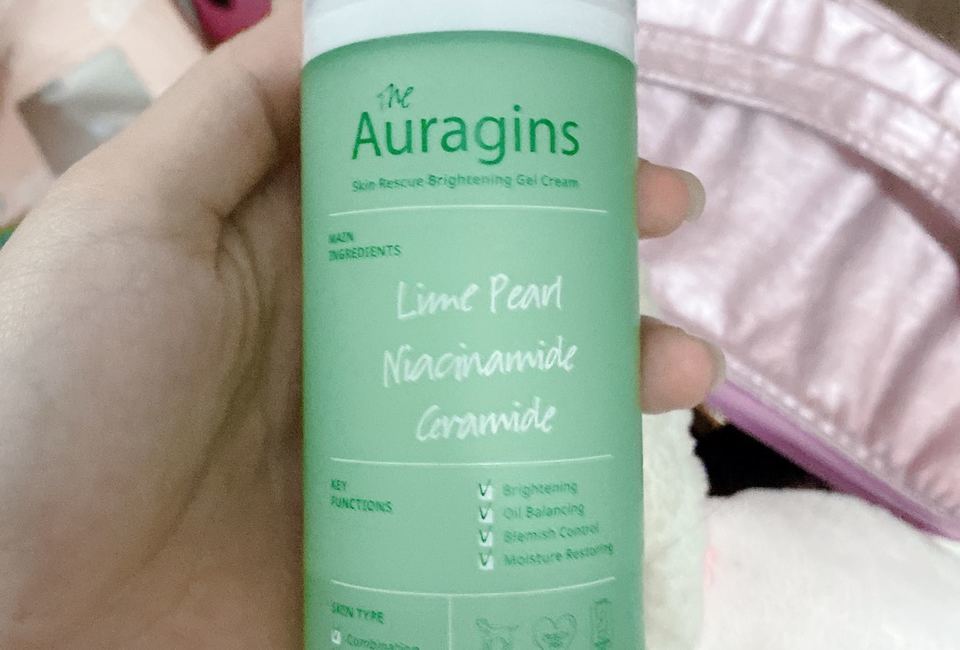 The
Auragins
Skin Rescue Brightening Gel Cream
MAIN
INGREDIENTS
Lime Pearl
Niacinamide
Ceramide
KEY
FUNCTIONS
Brightening
Oil Balancing
Blemish Control
Moisture Restoring
SKIN TYPE
Combination